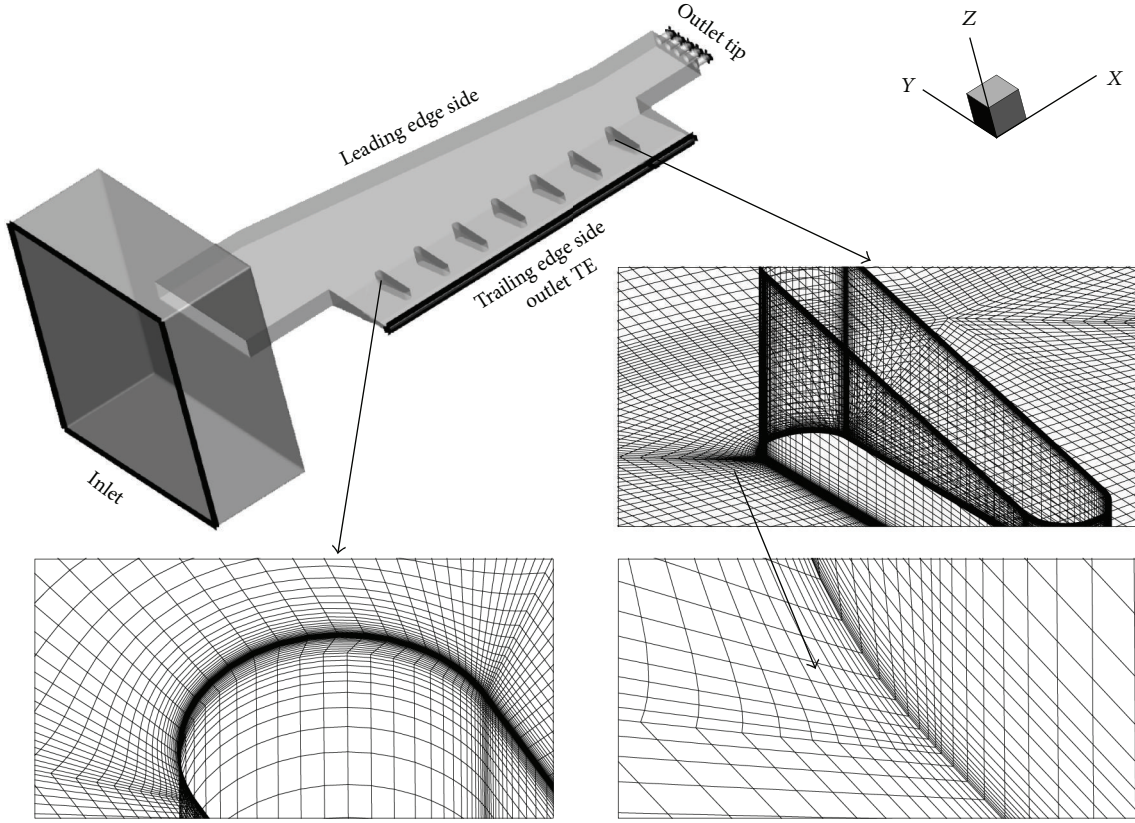 Outlet tip
Z
Y
X
Leading edge side
Trailing edge side
outlet TE
Inlet